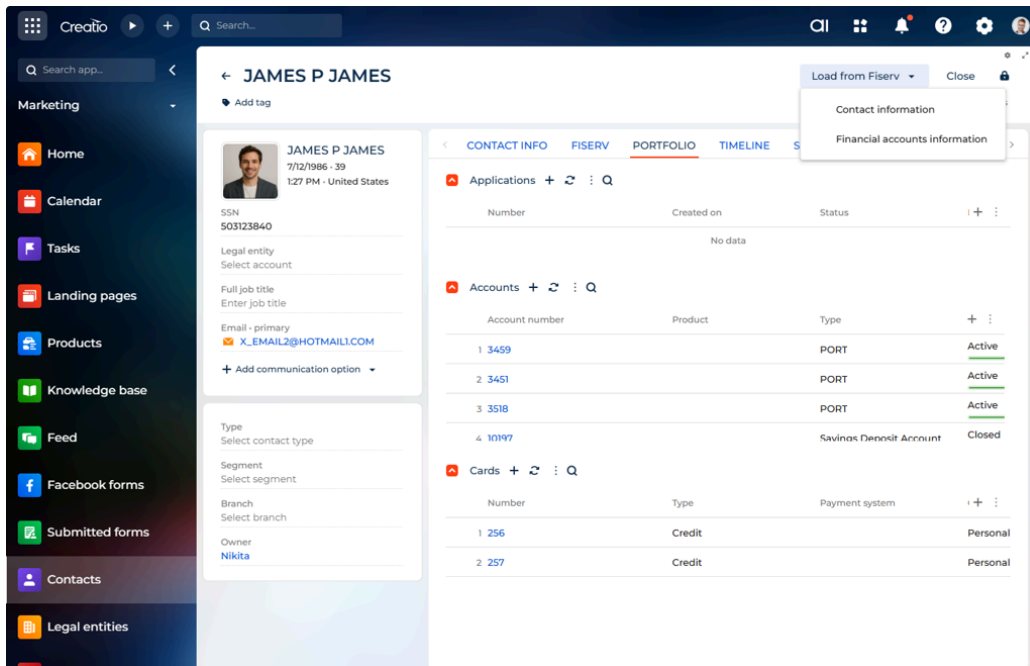 Creatio
Search...
Search app...
Marketing
Home
Calendar
Tasks
Landing pages
Products
Knowledge base
Feed
Facebook forms
Submitted forms
Contacts
Legal entities
JAMES P JAMES
Add tag
Load from Fiserv
Close
Contact information
Financial accounts information
JAMES P JAMES
7/12/1986 - 39
1:27 PM - United States
SSN
503123840
Legal entity
Select account
Full job title
Enter job title
Email - primary
X_EMAIL2@HOTMAIL1.COM
Add communication option
Type
Select contact type
Segment
Select segment
Branch
Select branch
Owner
Nikita
CONTACT INFO FISERV PORTFOLIO TIMELINE
Applications
Number Created on Status
No data
Accounts
Account number Product Type
1 3459 PORT Active
2 3451 PORT Active
3 3518 PORT Active
4 10197 Savings Deposit Account Closed
Cards
Number Type Payment system
1 256 Credit Personal
2 257 Credit Personal